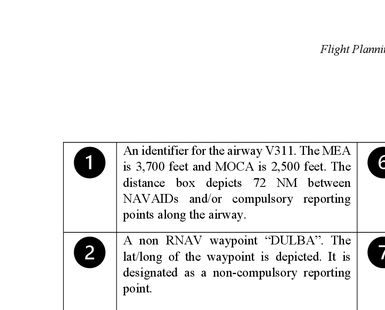 Flight Planni
1
An identifier for the airway V311. The MEA
is 3,700 feet and MOCA is 2,500 feet. The
distance box depicts 72 NM between
NAVAIDs and/or compulsory reporting
points along the airway.
6
2
A non RNAV waypoint “DULBA”. The
lat/long of the waypoint is depicted. It is
designated as a non-compulsory reporting
point.
7